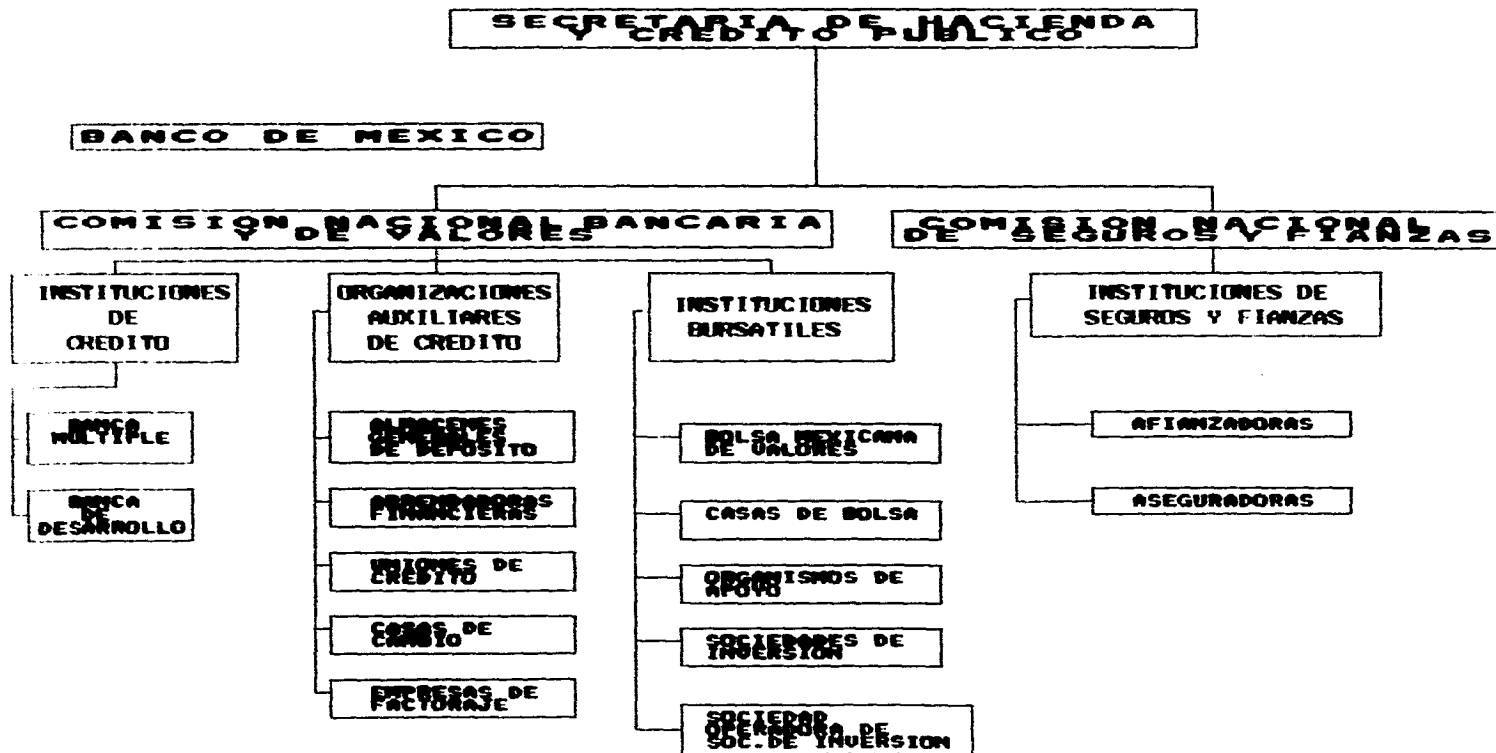 SECRETARIA DE HACIENDA
Y CREDITO PUBLICO
BANCO DE MEXICO
COMISION NACIONAL BANCARIA
Y DE VALORES
COMISION NACIONAL
DE SEGUROS Y FIANZAS
INSTITUCIONES
DE
CREDITO
BANCA
MULTIPLE
BANCA
DE
DESARROLLO
ORGANIZACIONES
AUXILIARES
DE CREDITO
ALMACENES
GENERALES
DE DEPOSITO
ARRENDADORAS
FINANCIERAS
UNIONES DE
CREDITO
CASAS DE
CAMBIO
EMPRESAS DE
FACTORAJE
INSTITUCIONES
BURSATILES
BOLSA MEXICANA
DE VALORES
CASAS DE BOLSA
ORGANISMOS DE
APOYO
SOCIEDADES DE
INVERSION
SOCIEDAD
OPERADORA DE
SOC. DE INVERSION
INSTITUCIONES DE
SEGUROS Y FIANZAS
AFIANZADORAS
ASEGURADORAS